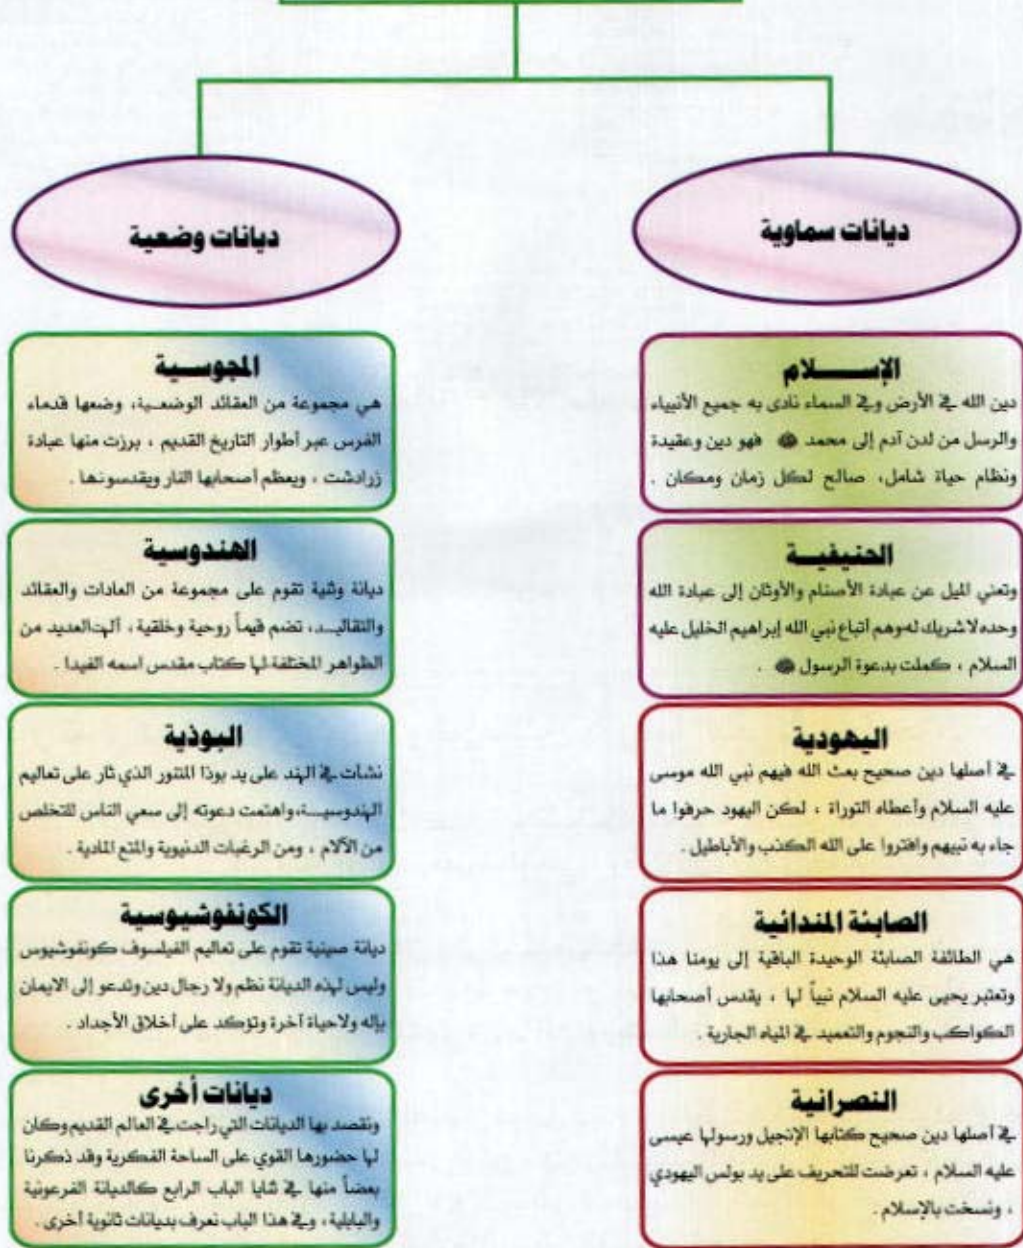 ديانات سماوية
الإســـــلام
دين الله في الأرض وفي السماء نادى به جميع الأنبياء
والرسل من لدن آدم إلى محمد ﷺ فهو دين وعقيدة
ونظام حياة شامل، صالح لكل زمان ومكان .
الحنيفيــة
وتعني الميل عن عبادة الأصنام والأوثان إلى عبادة الله
وحده لاشريك له وهم أتباع نبي الله إبراهيم الخليل عليه
السلام ، كملت بدعوة الرسول ﷺ .
اليهودية
في أصلها دين صحيح بعث الله فيهم نبي الله موسى
عليه السلام وأعطاه التوراة ، لكن اليهود حرفوا ما
جاء به نبيهم وافتروا على الله الكذب والأباطيل .
الصابئة المندائية
هي الطائفة الصابئة الوحيدة الباقية إلى يومنا هذا
وتعتبر يحيى عليه السلام نبياً لها ، يقدس أصحابها
الكواكب والنجوم والتعميد في المياه الجارية .
النصرانية
في أصلها دين صحيح كتابها الإنجيل ورسولها عيسى
عليه السلام ، تعرضت للتحريف على يد بولس اليهودي
، ونسخت بالإسلام .
ديانات وضعية
المجوســية
هي مجموعة من العقائد الوضعــية، وضعها قدماء
الفرس عبر أطوار التاريخ القديم ، برزت منها عبادة
زرادشت ، ويعظم أصحابها النار ويقدسونها .
الهندوسية
ديانة وثنية تقوم على مجموعة من العادات والعقائد
والتقاليــد، تضم قيماً روحية وخلقية ، ألهت العديد من
الظواهر المختلفة لها كتاب مقدس اسمه الفيدا .
البوذية
نشأت في الهند على يد بوذا المتنور الذي ثار على تعاليم
الهندوسيــة، واهتمت دعوته إلى سعي الناس للتخلص
من الآلام ، ومن الرغبات الدنيوية والمتع المادية .
الكونفوشيوسية
ديانة صينية تقوم على تعاليم الفيلسوف كونفوشيوس
وليس لهذه الديانة نظم ولا رجال دين وتدعو إلى الايمان
بإله ولاحياة آخرة وتؤكد على أخلاق الأجداد .
ديانات أخرى
ونقصد بها الديانات التي راجت في العالم القديم وكان
لها حضورها القوي على الساحة الفكرية وقد ذكرنا
بعضاً منها في ثنايا الباب الرابع كالديانة الفرعونية
والبابلية، وفي هذا الباب نعرف بديانات ثانوية أخرى .